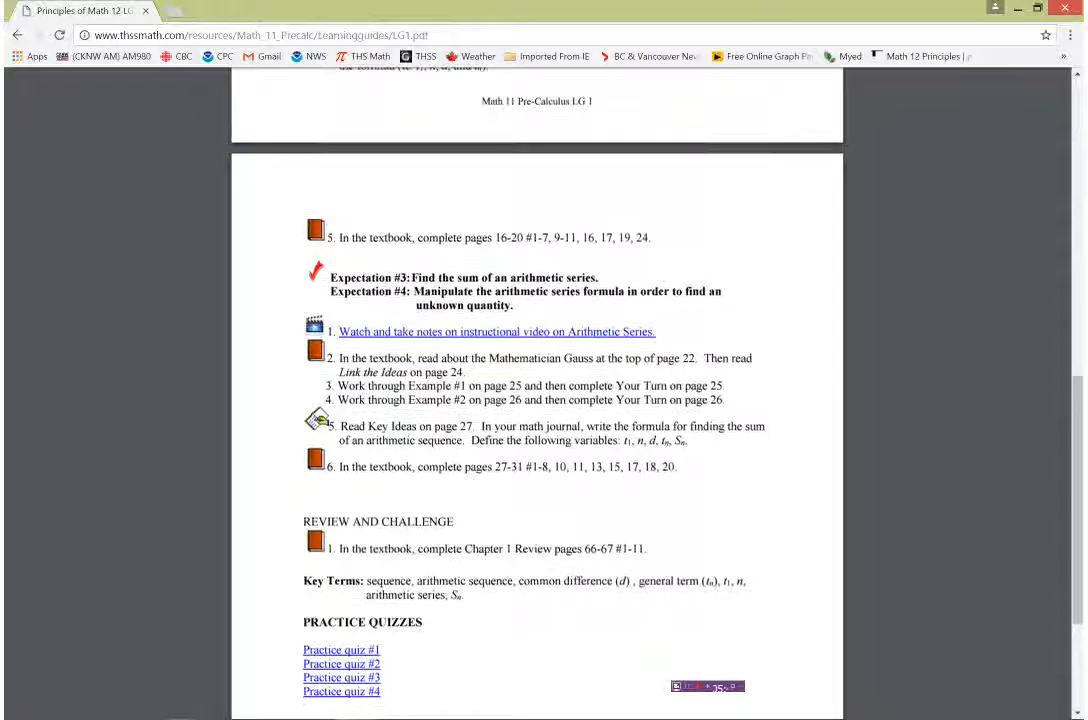 Principles of Math 12-LG
www.thssmath.com/resources/Math_11_Precalc/Learningguides/LG1.pdf
Apps (CKNW AM) AM980 CBC CPC Gmail NWS THS Math THSS Weather Imported From IE BC & Vancouver New Free Online Graph Pa Myed Math 12 Principles | p »
Math 11 Pre-Calculus LG 1
5. In the textbook, complete pages 16-20 #1-7, 9-11, 16, 17, 19, 24.
Expectation #3: Find the sum of an arithmetic series.
Expectation #4: Manipulate the arithmetic series formula in order to find an
unknown quantity.
1. Watch and take notes on instructional video on Arithmetic Series.
2. In the textbook, read about the Mathematician Gauss at the top of page 22. Then read
Link the Ideas on page 24.
3. Work through Example #1 on page 25 and then complete Your Turn on page 25
4. Work through Example #2 on page 26 and then complete Your Turn on page 26.
5. Read Key Ideas on page 27. In your math journal, write the formula for finding the sum
of an arithmetic sequence. Define the following variables: t1, n, d, tn, Sn.
6. In the textbook, complete pages 27-31 #1-8, 10, 11, 13, 15, 17, 18, 20.
REVIEW AND CHALLENGE
1. In the textbook, complete Chapter 1 Review pages 66-67 #1-11.
Key Terms: sequence, arithmetic sequence, common difference (d) , general term (tn), t1, n,
arithmetic series, Sn.
PRACTICE QUIZZES
Practice quiz #1
Practice quiz #2
Practice quiz #3
Practice quiz #4